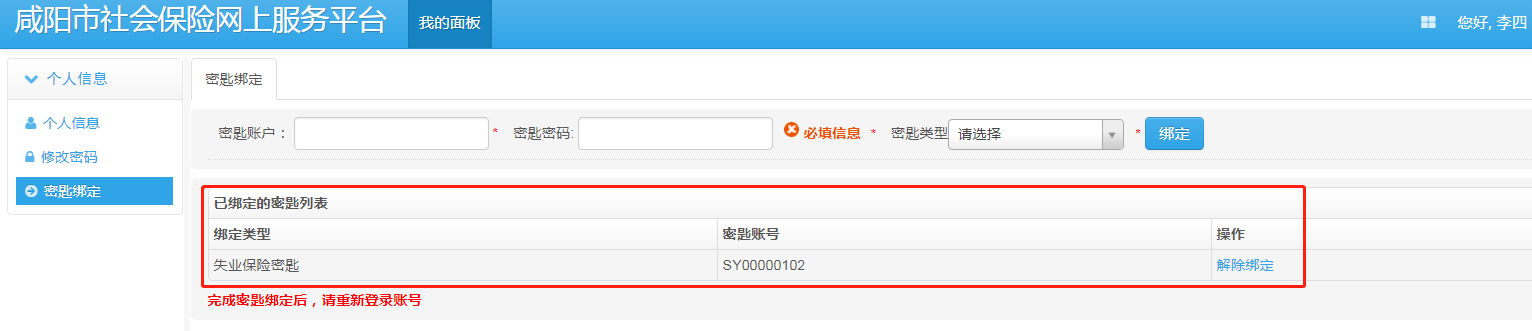 咸阳市社会保险网上服务平台 我的面板 您好, 李四
个人信息
个人信息
修改密码
密匙绑定
密匙绑定
密匙账户： * 密匙密码: 必填信息 * 密匙类型 请选择 * 绑定
已绑定的密匙列表
绑定类型 密匙账号 操作
失业保险密匙 SY00000102 解除绑定
完成密匙绑定后，请重新登录账号